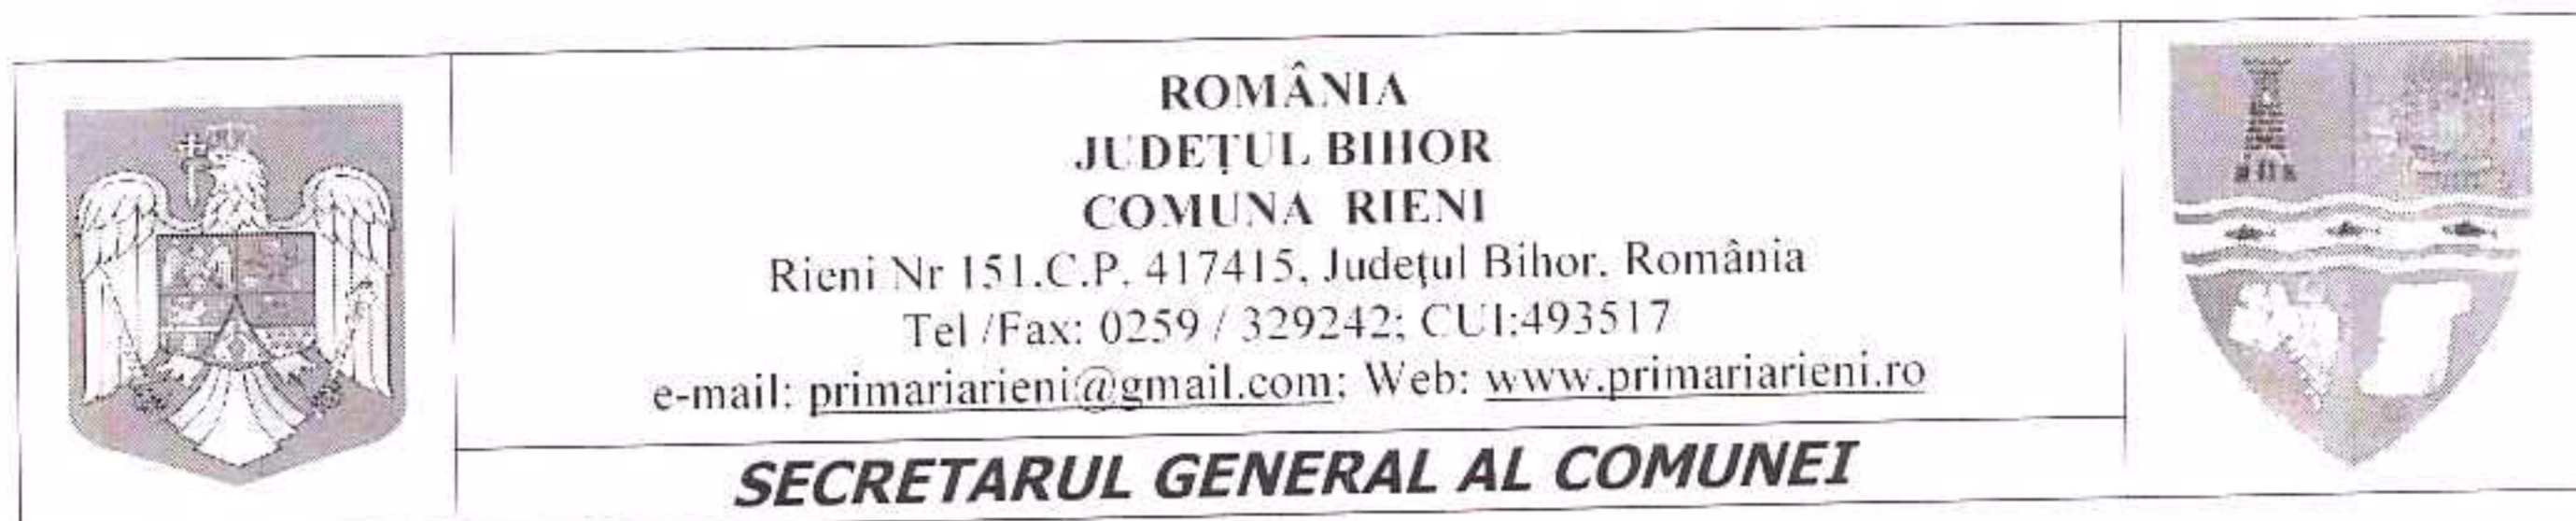 ROMÂNIA
JUDEȚUL BIHOR
COMUNA RIENI
Rieni Nr 151.C.P. 417415, Județul Bihor. România
Tel /Fax: 0259 / 329242; CUI:493517
e-mail: primariarieni@gmail.com; Web: www.primariarieni.ro
SECRETARUL GENERAL AL COMUNEI